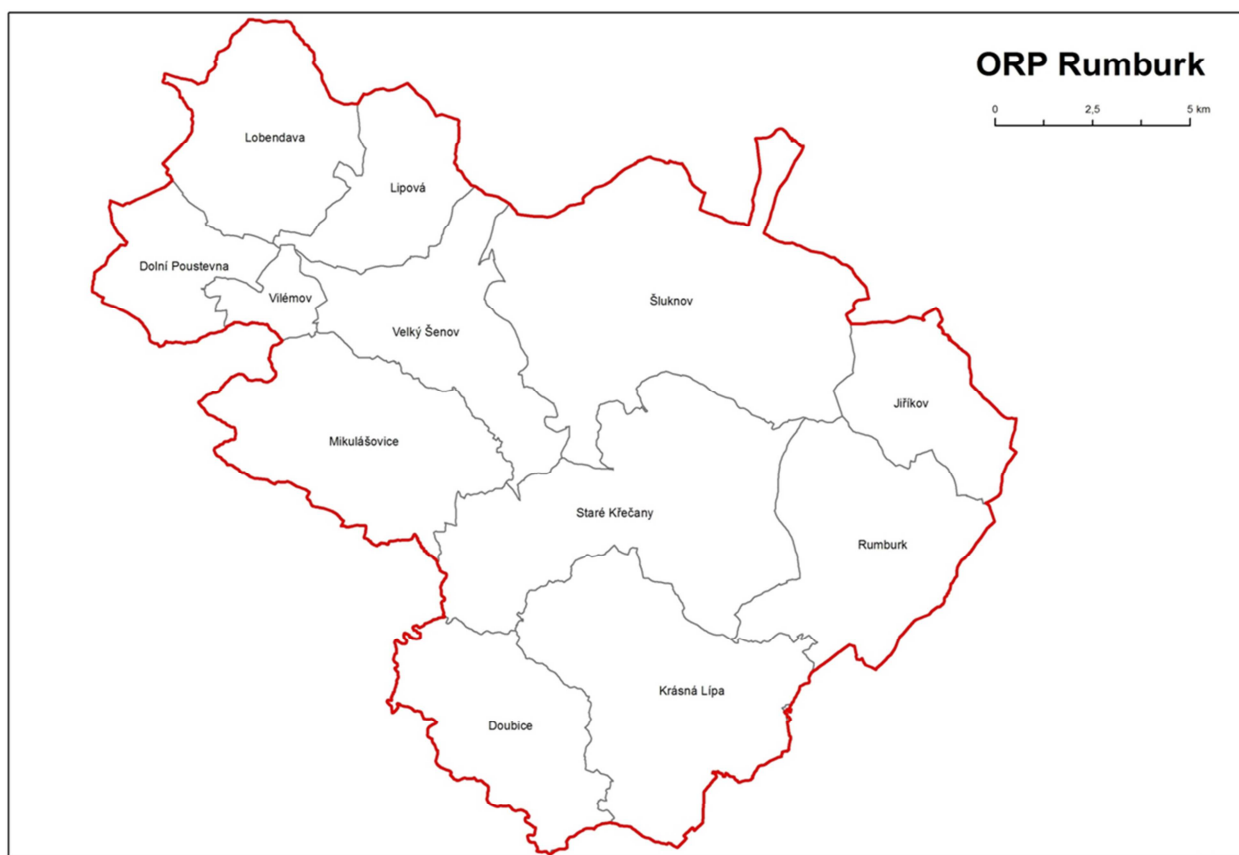 ORP Rumburk
0 2,5 5 km
Lobendava
Lipová
Dolní Poustevna
Vilémov
Velký Šenov
Šluknov
Jiříkov
Mikulášovice
Staré Křečany
Rumburk
Krásná Lípa
Doubice